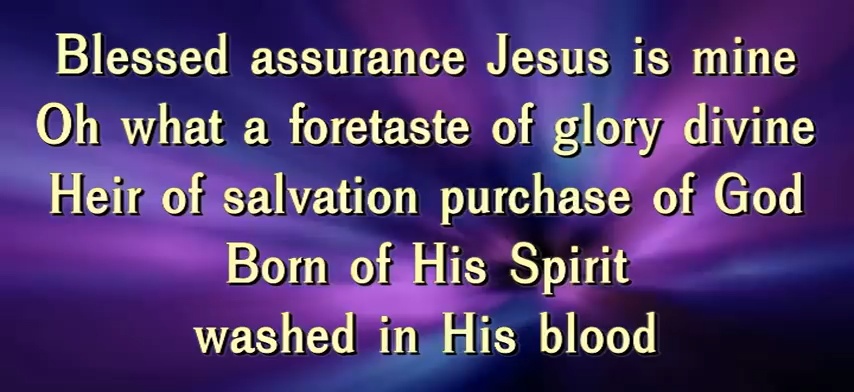 Blessed assurance Jesus is mine
Oh what a foretaste of glory divine
Heir of salvation purchase of God
Born of His Spirit
washed in His blood